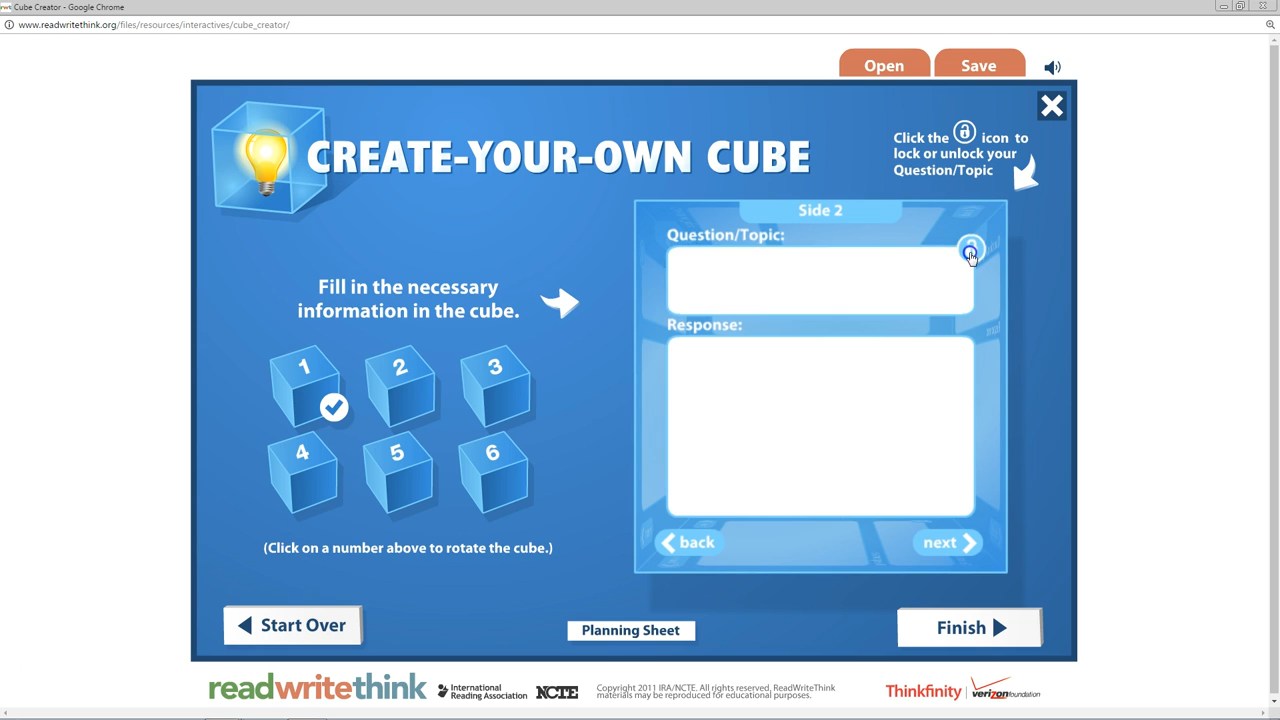 Cube Creator - Google Chrome
www.readwritethink.org/files/resources/interactives/cube_creator/
Open
Save
CREATE-YOUR-OWN CUBE
Click the icon to
lock or unlock your
Question/Topic
Side 2
Question/Topic:
Fill in the necessary
information in the cube.
Response:
1
2
3
4
5
6
back
next
(Click on a number above to rotate the cube.)
Start Over
Planning Sheet
Finish
readwritethink
International
Reading Association
NCTE
Copyright 2011 IRA/NCTE. All rights reserved, ReadWriteThink
materials may be reproduced for educational purposes.
Thinkfinity
verizonfoundation